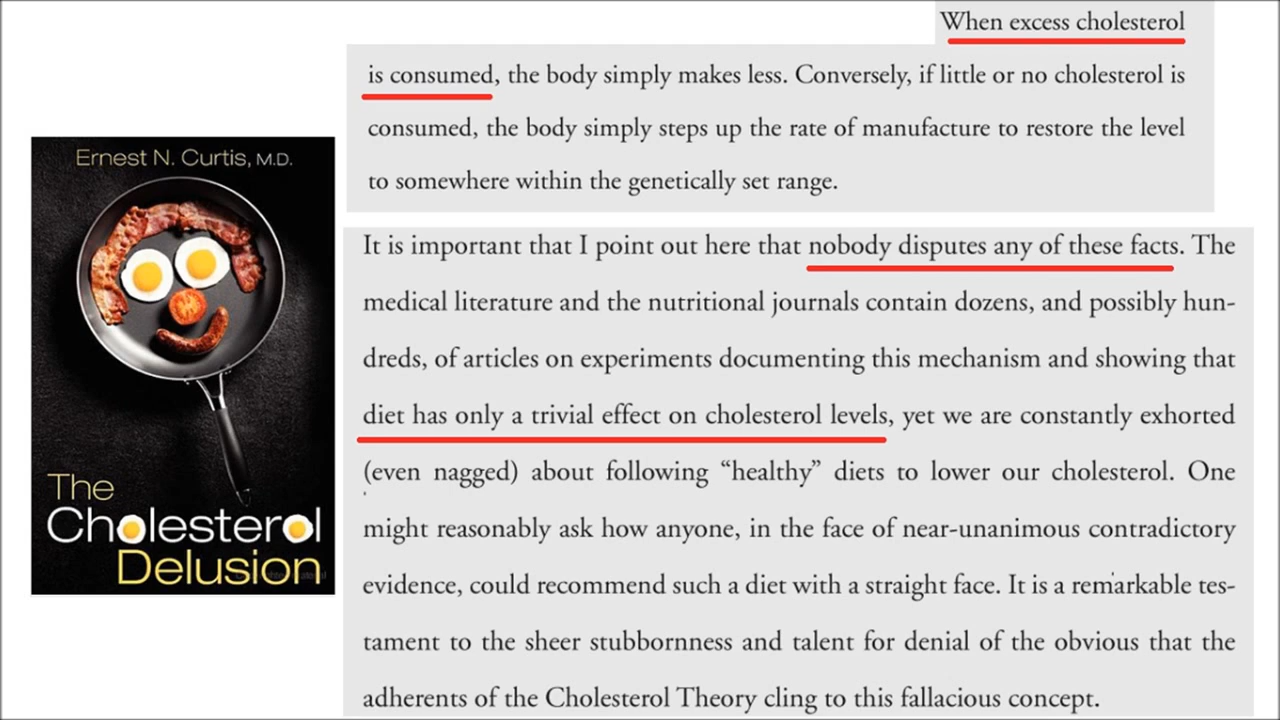 When excess cholesterol
is consumed, the body simply makes less. Conversely, if little or no cholesterol is
consumed, the body simply steps up the rate of manufacture to restore the level
to somewhere within the genetically set range.
Ernest N. Curtis, M.D.
The
Cholesterol
Delusion
It is important that I point out here that nobody disputes any of these facts. The
medical literature and the nutritional journals contain dozens, and possibly hun-
dreds, of articles on experiments documenting this mechanism and showing that
diet has only a trivial effect on cholesterol levels, yet we are constantly exhorted
(even nagged) about following “healthy” diets to lower our cholesterol. One
might reasonably ask how anyone, in the face of near-unanimous contradictory
evidence, could recommend such a diet with a straight face. It is a remarkable tes-
tament to the sheer stubbornness and talent for denial of the obvious that the
adherents of the Cholesterol Theory cling to this fallacious concept.